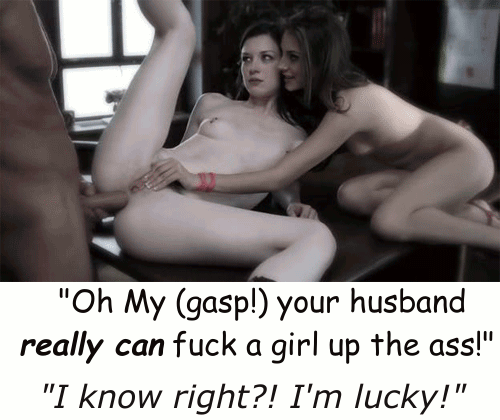 "Oh My (gasp!) your husband
really can fuck a girl up the ass!"
"I know right?! I'm lucky!"